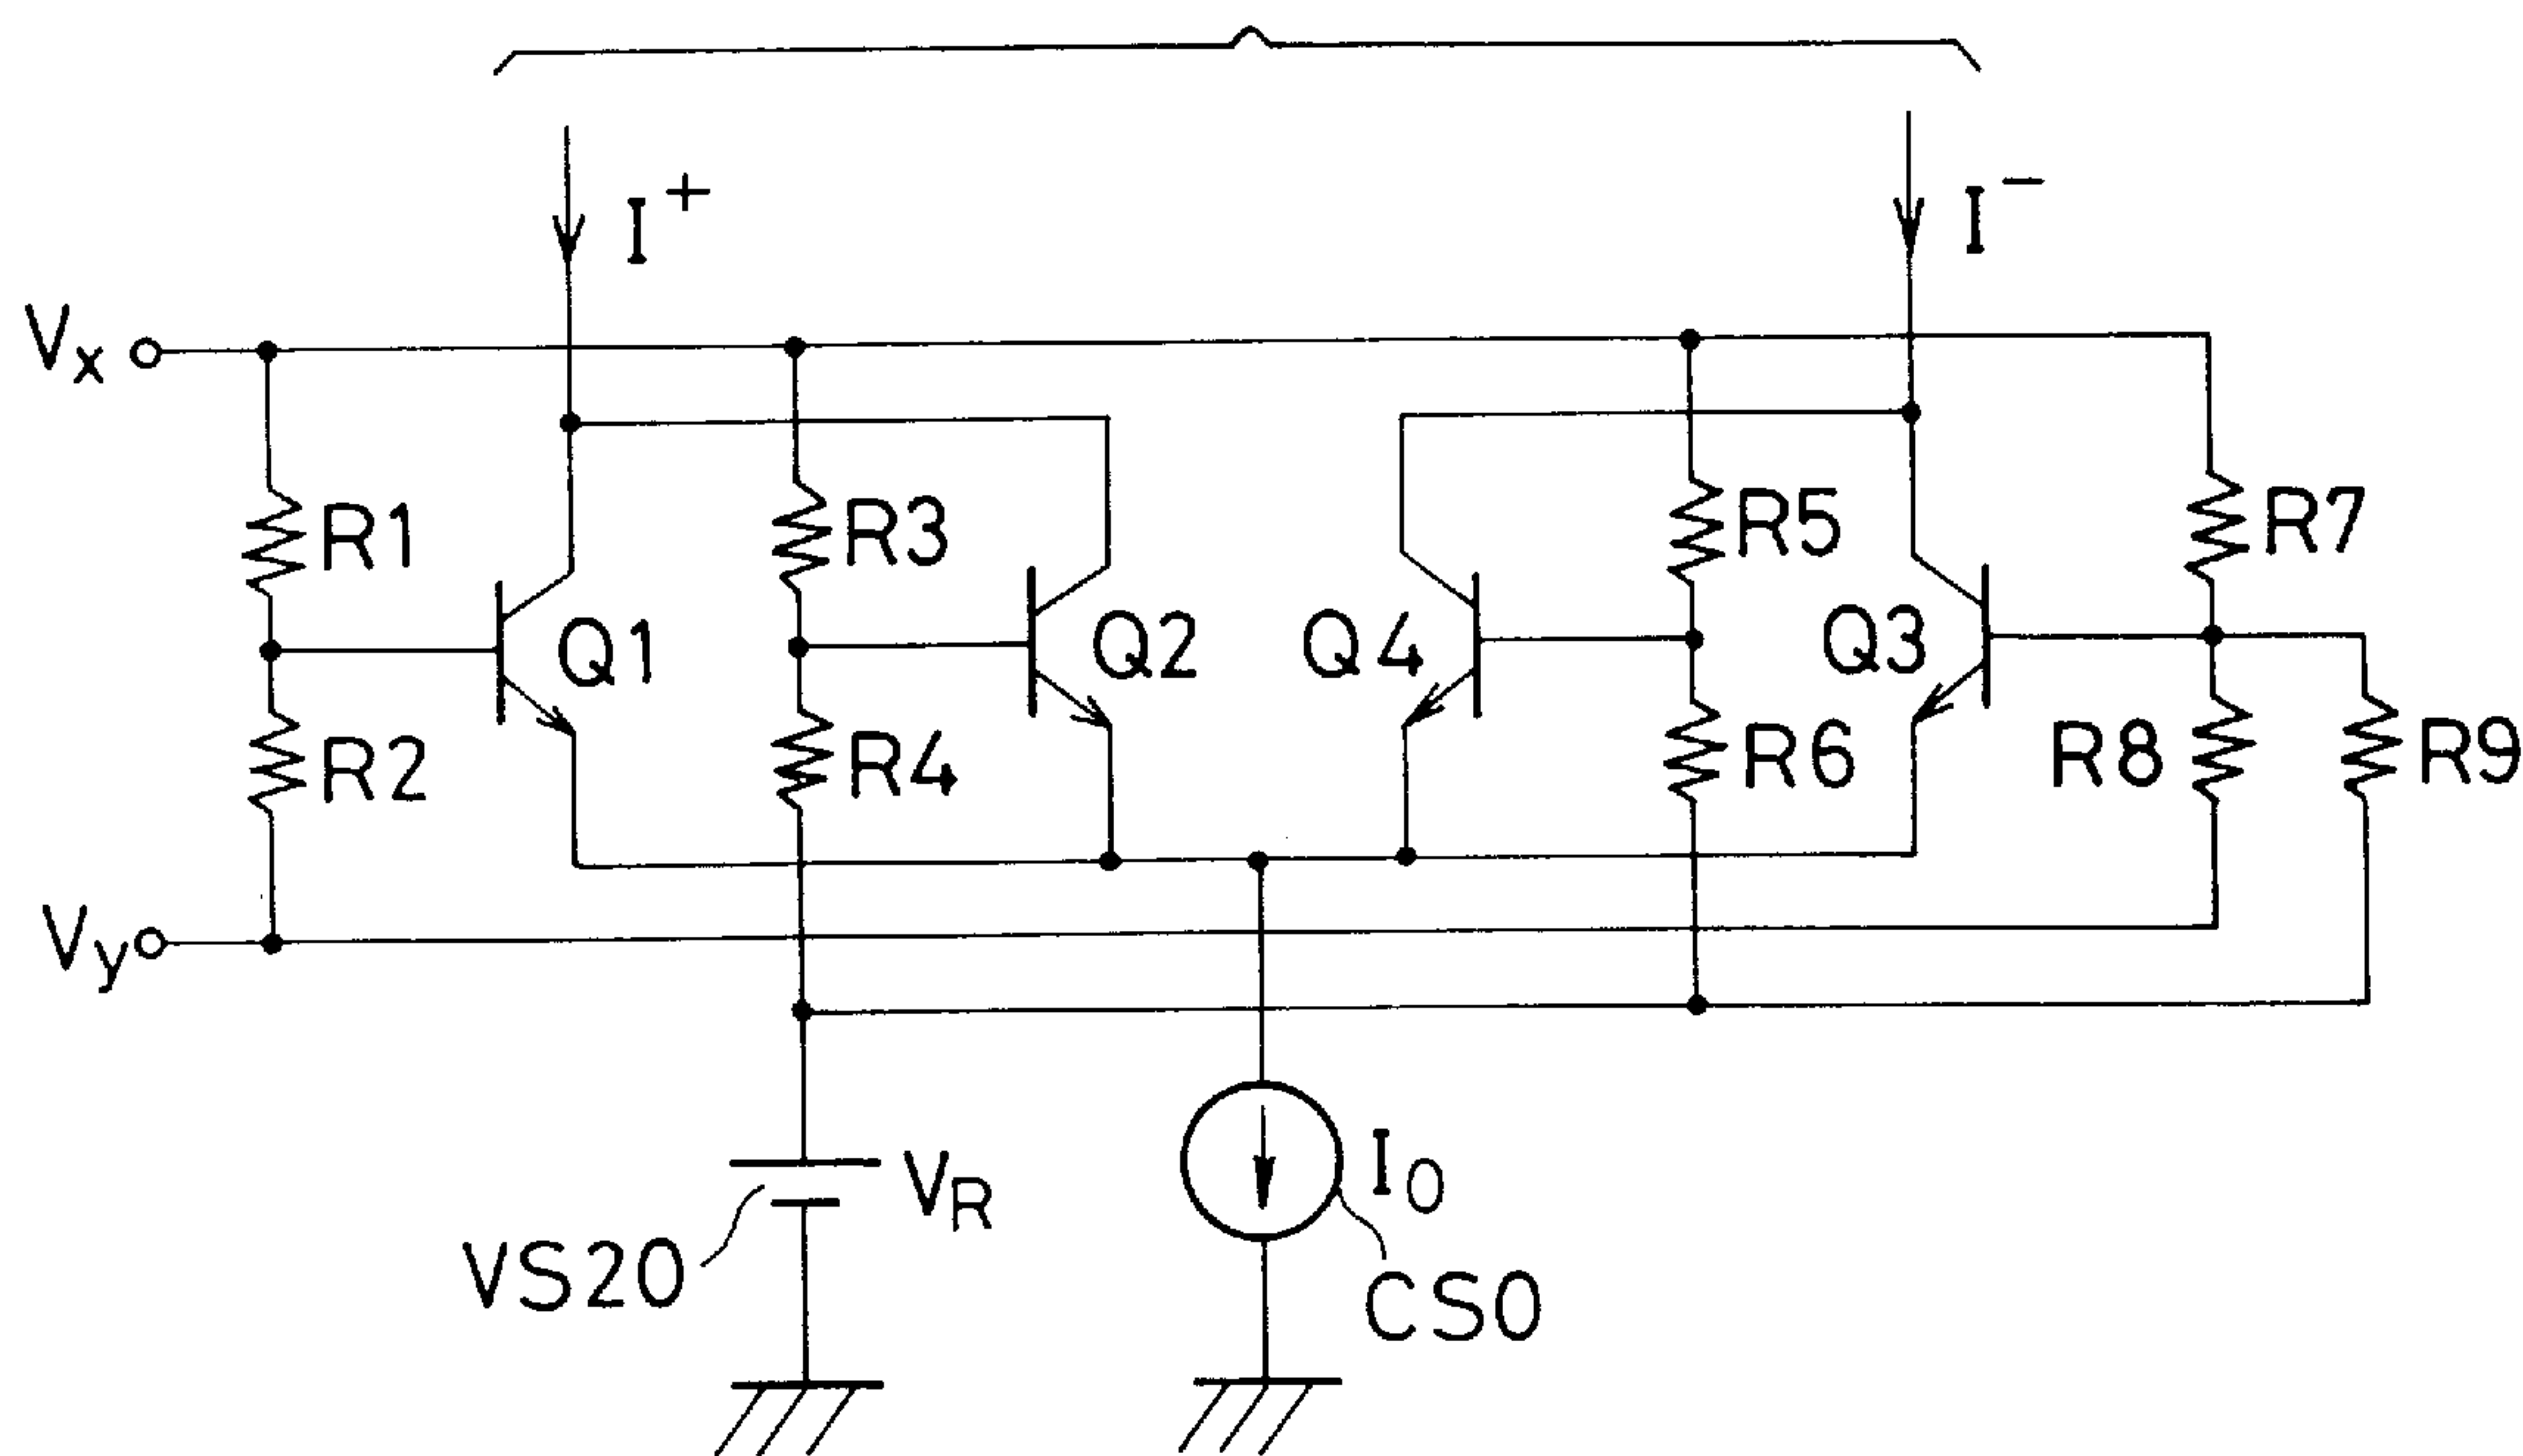 I+ I−
Vx
R1 R3 R5 R7
Q1 Q2 Q4 Q3
R2 R4 R6 R8 R9
Vy
VR I0
VS20 CS0